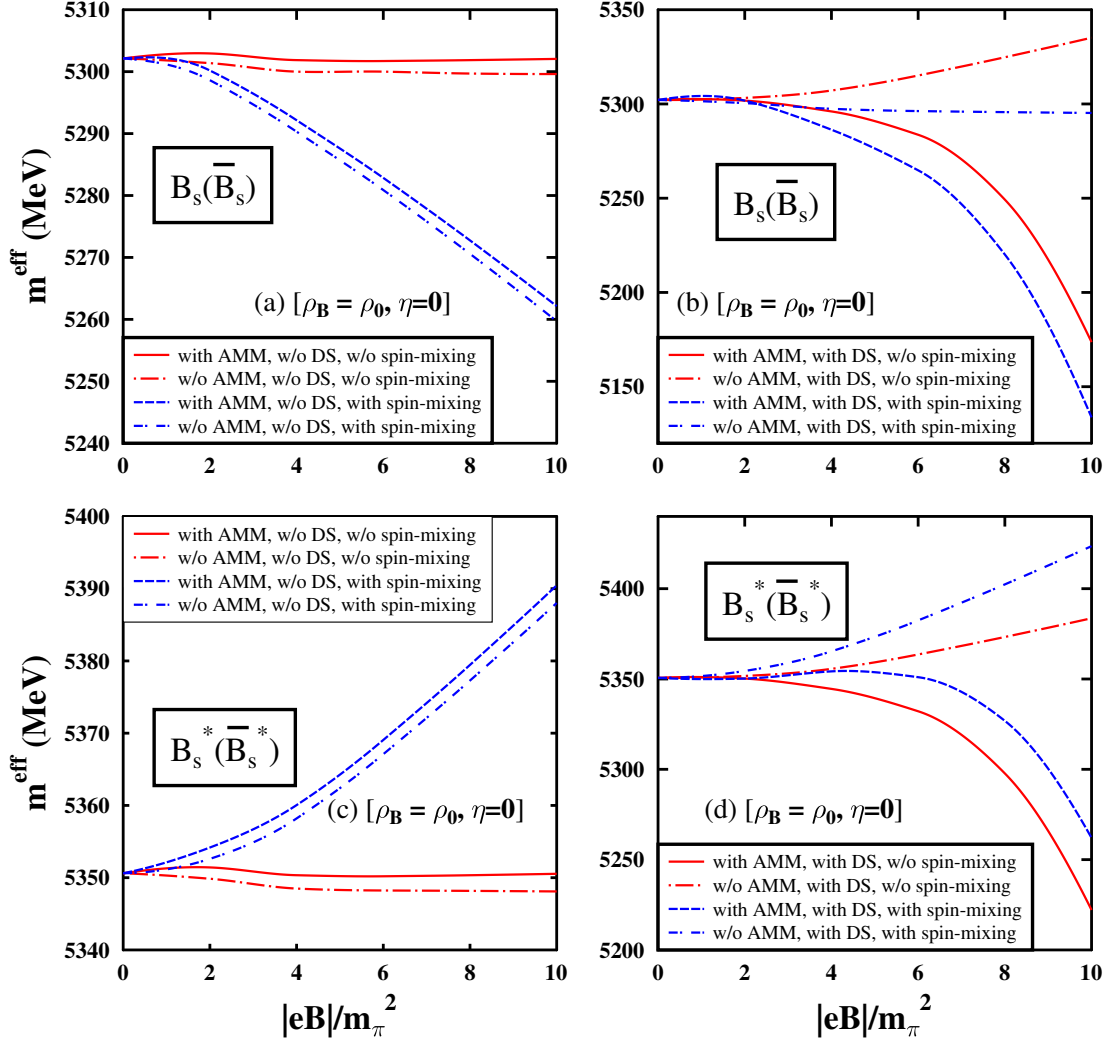 5310
5300
5290
5280
5270
5260
5250
5240
0 2 4 6 8 10
m^eff (MeV)
B_s(B̅_s)
(a) [ρ_B = ρ_0, η=0]
with AMM, w/o DS, w/o spin-mixing
w/o AMM, w/o DS, w/o spin-mixing
with AMM, w/o DS, with spin-mixing
w/o AMM, w/o DS, with spin-mixing
5350
5300
5250
5200
5150
0 2 4 6 8 10
B_s(B̅_s)
(b) [ρ_B = ρ_0, η=0]
with AMM, with DS, w/o spin-mixing
w/o AMM, with DS, w/o spin-mixing
with AMM, with DS, with spin-mixing
w/o AMM, with DS, with spin-mixing
5400
5390
5380
5370
5360
5350
5340
0 2 4 6 8 10
m^eff (MeV)
|eB|/m_π^2
with AMM, w/o DS, w/o spin-mixing
w/o AMM, w/o DS, w/o spin-mixing
with AMM, w/o DS, with spin-mixing
w/o AMM, w/o DS, with spin-mixing
B_s^*(B̅_s^*)
(c) [ρ_B = ρ_0, η=0]
5400
5350
5300
5250
5200
0 2 4 6 8 10
|eB|/m_π^2
B_s^*(B̅_s^*)
(d) [ρ_B = ρ_0, η=0]
with AMM, with DS, w/o spin-mixing
w/o AMM, with DS, w/o spin-mixing
with AMM, with DS, with spin-mixing
w/o AMM, with DS, with spin-mixing